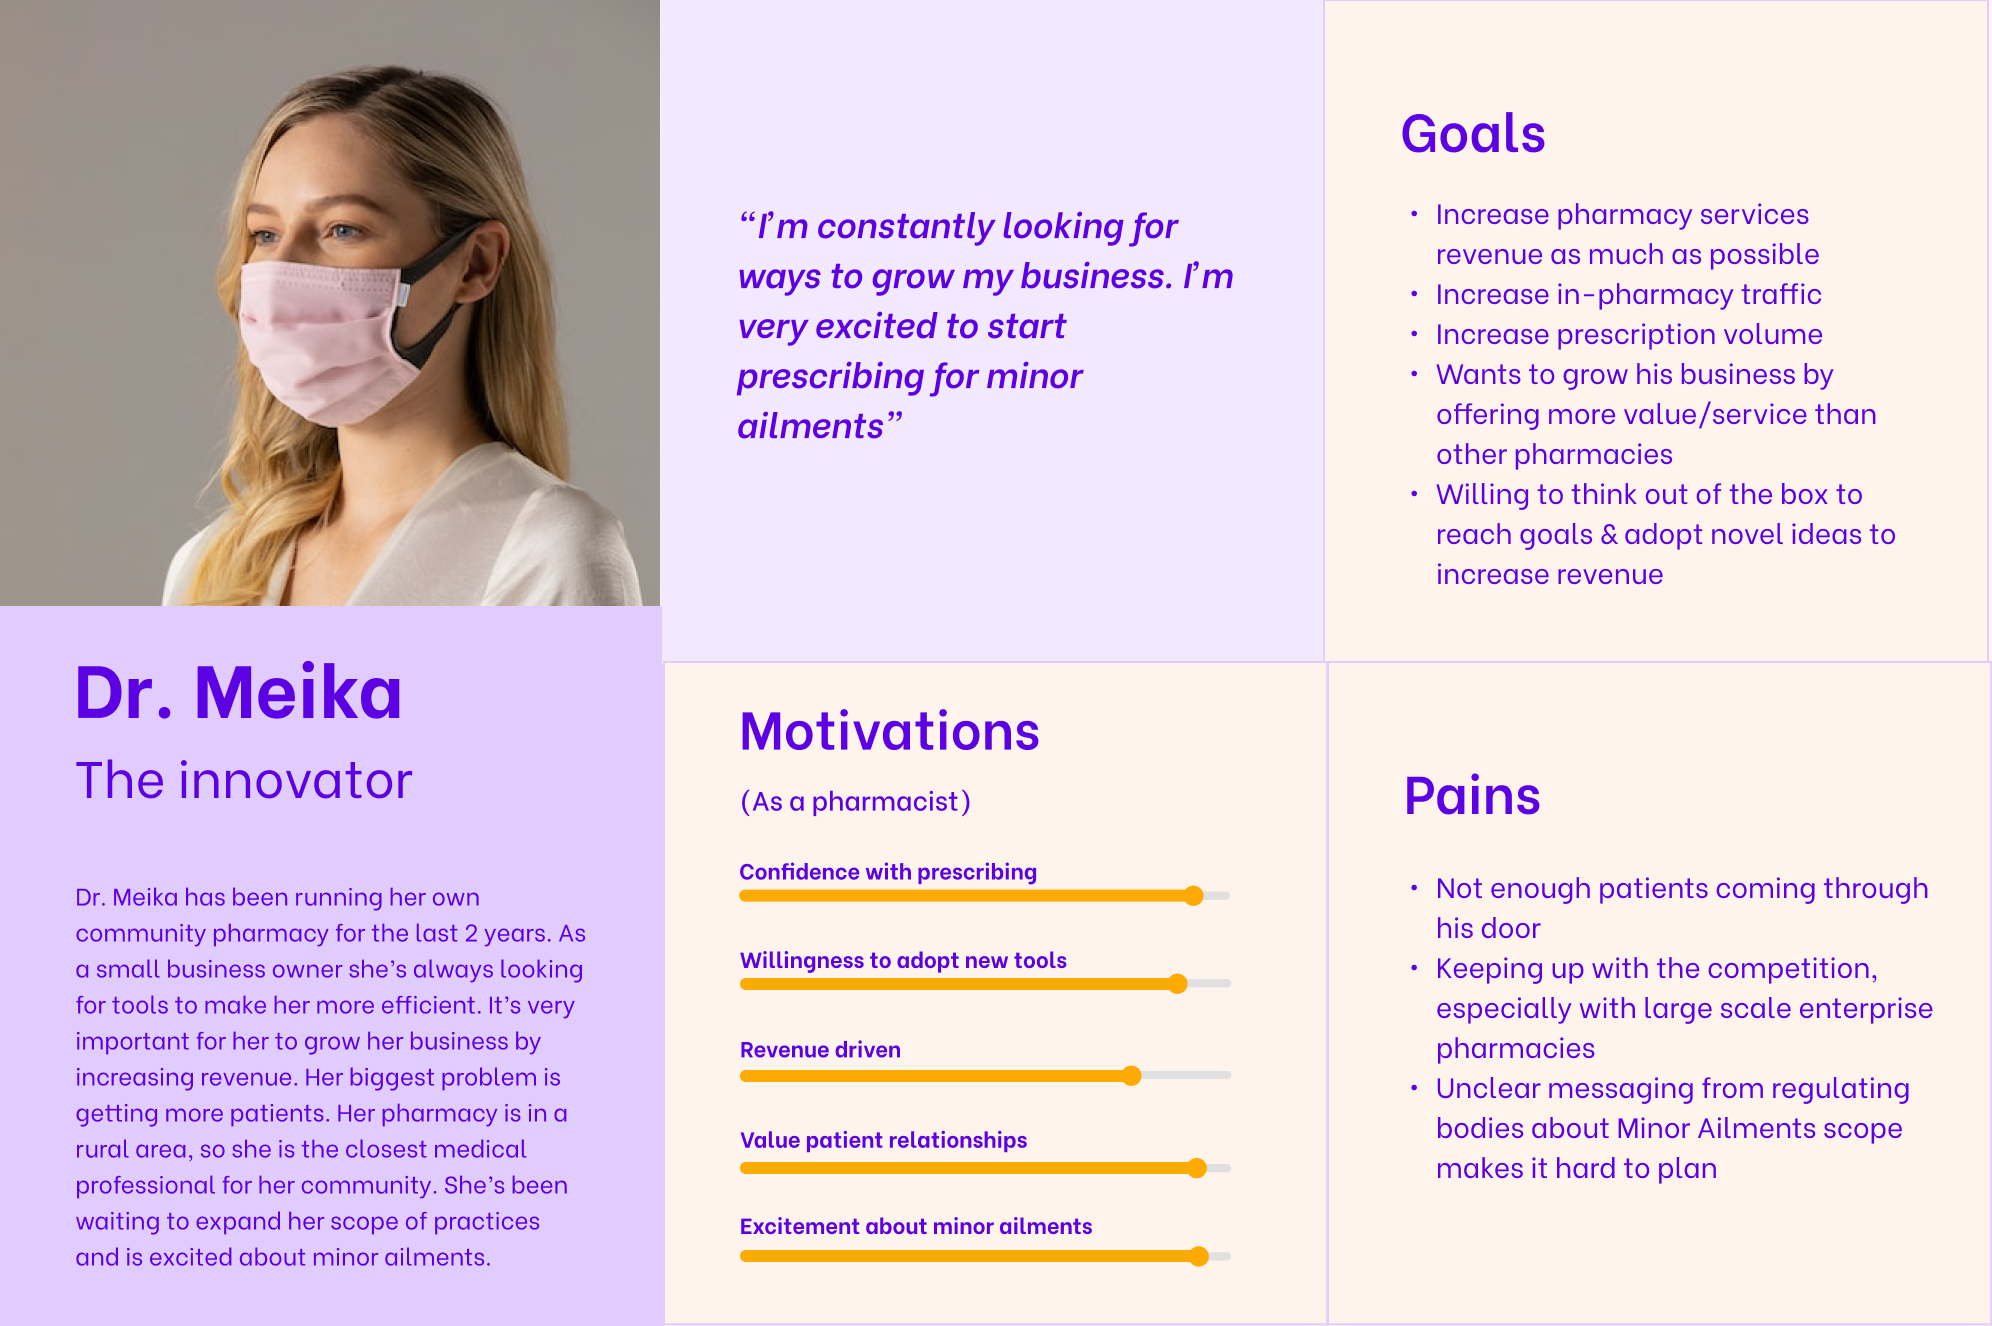 Dr. Meika
The innovator
Dr. Meika has been running her own
community pharmacy for the last 2 years. As
a small business owner she’s always looking
for tools to make her more efficient. It’s very
important for her to grow her business by
increasing revenue. Her biggest problem is
getting more patients. Her pharmacy is in a
rural area, so she is the closest medical
professional for her community. She’s been
waiting to expand her scope of practices
and is excited about minor ailments.
“I’m constantly looking for
ways to grow my business. I’m
very excited to start
prescribing for minor
ailments”
Goals
• Increase pharmacy services
revenue as much as possible
• Increase in-pharmacy traffic
• Increase prescription volume
• Wants to grow his business by
offering more value/service than
other pharmacies
• Willing to think out of the box to
reach goals & adopt novel ideas to
increase revenue
Motivations
(As a pharmacist)
Confidence with prescribing
Willingness to adopt new tools
Revenue driven
Value patient relationships
Excitement about minor ailments
Pains
• Not enough patients coming through
his door
• Keeping up with the competition,
especially with large scale enterprise
pharmacies
• Unclear messaging from regulating
bodies about Minor Ailments scope
makes it hard to plan